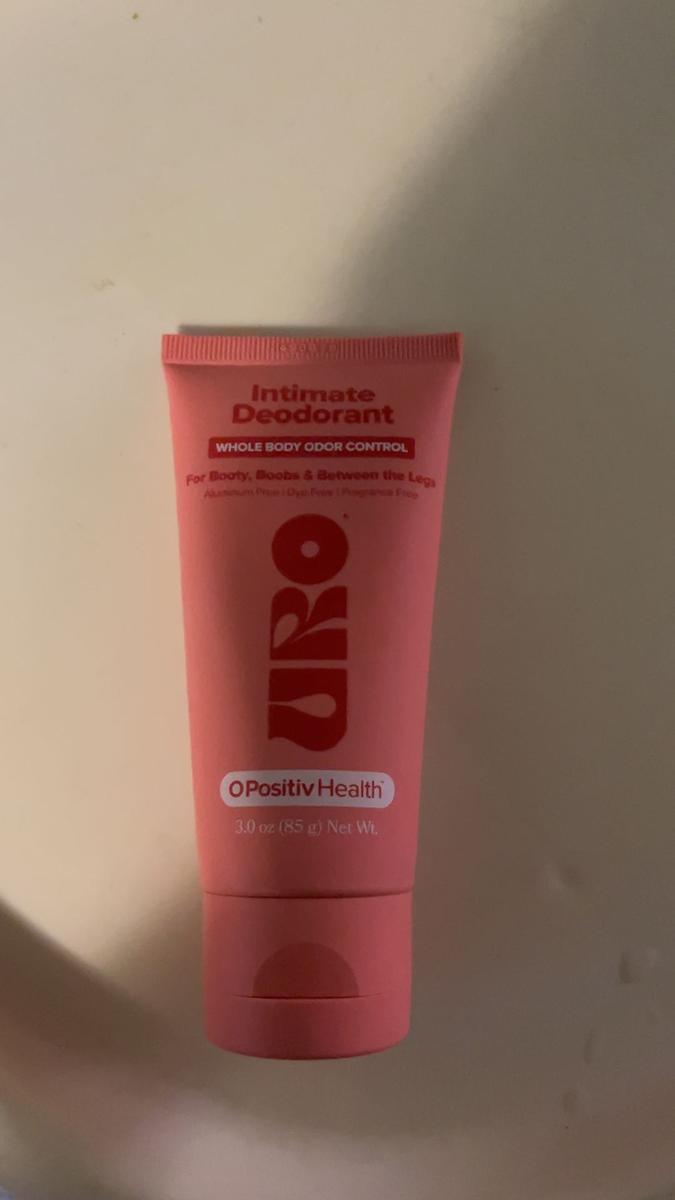 Intimate
Deodorant
WHOLE BODY ODOR CONTROL
For Booty, Boobs & Between the Legs
Aluminum Free | Dye Free | Fragrance Free
URO
OPositiv Health™
3.0 oz (85 g) Net Wt.